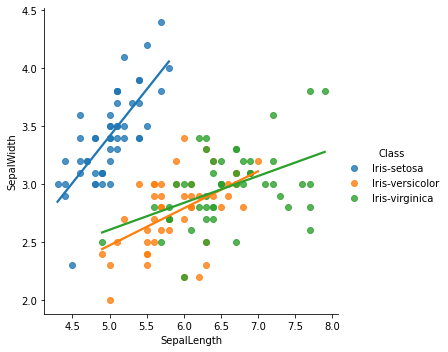 4.5
4.0
3.5
3.0
2.5
2.0
SepalWidth
4.5 5.0 5.5 6.0 6.5 7.0 7.5 8.0
SepalLength
Class
Iris-setosa
Iris-versicolor
Iris-virginica